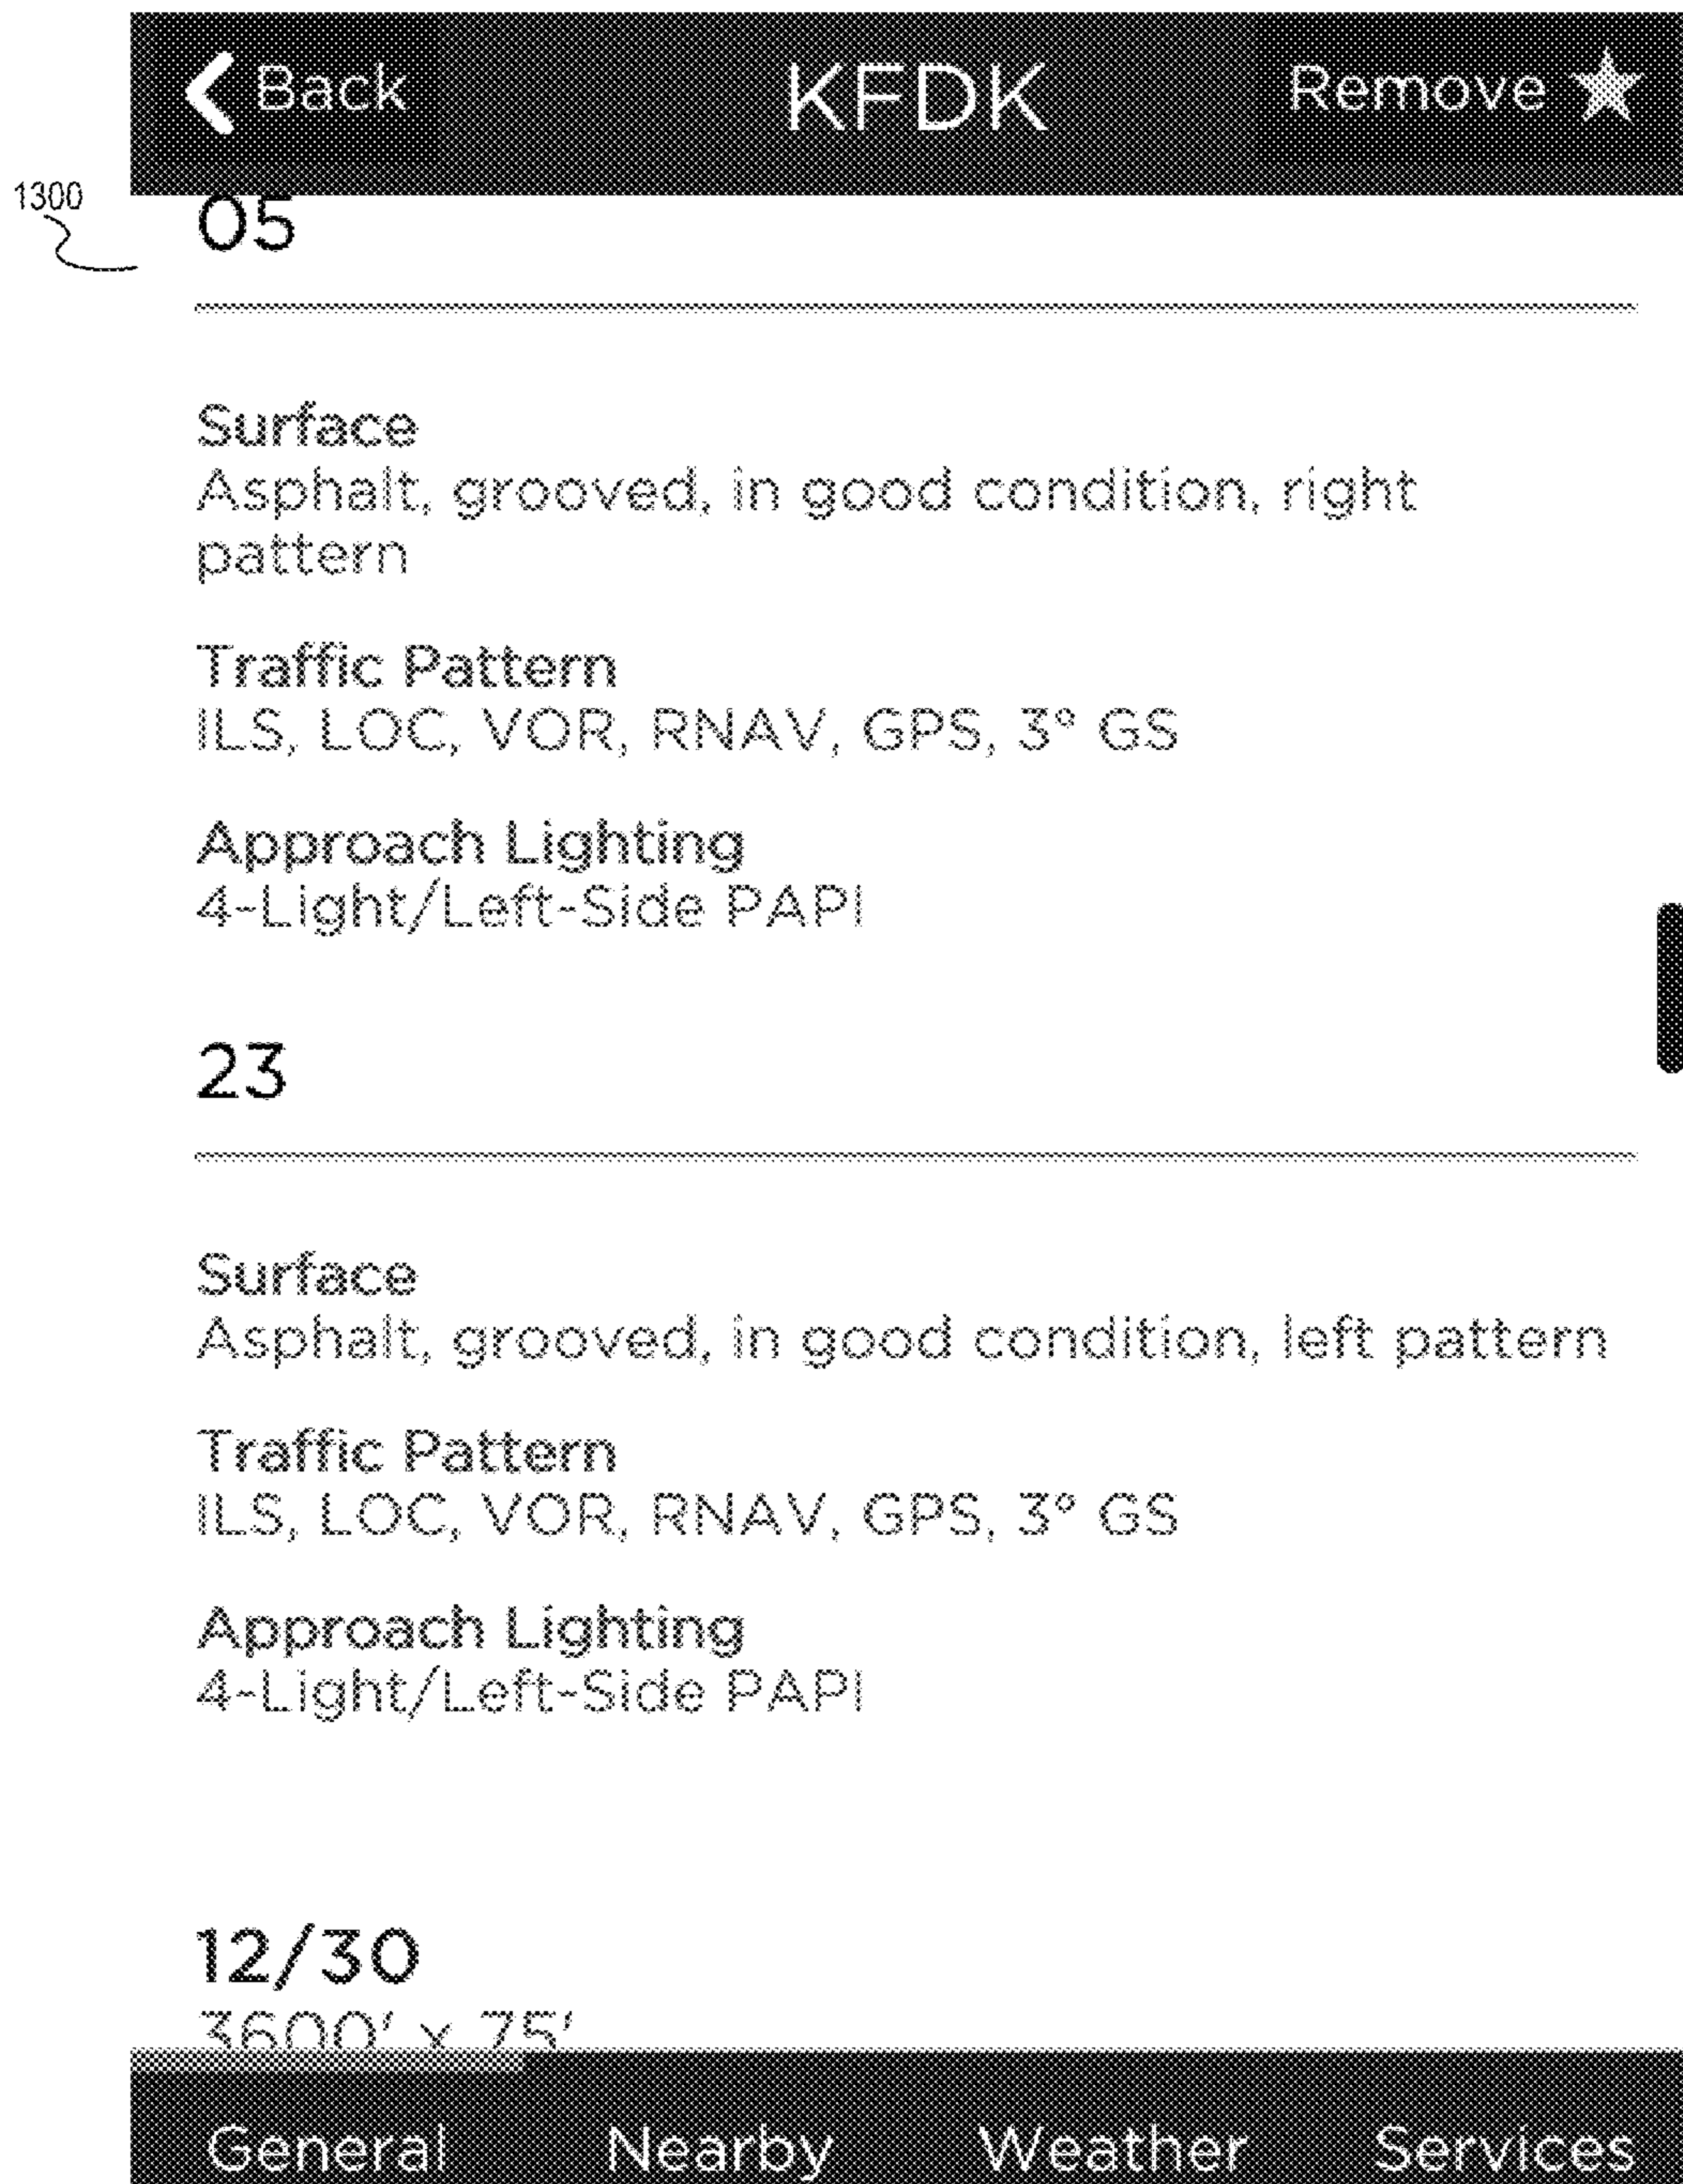 Back KFDK Remove
1300
05
Surface
Asphalt, grooved, in good condition, right
pattern
Traffic Pattern
ILS, LOC, VOR, RNAV, GPS, 3° GS
Approach Lighting
4-Light/Left-Side PAPI
23
Surface
Asphalt, grooved, in good condition, left pattern
Traffic Pattern
ILS, LOC, VOR, RNAV, GPS, 3° GS
Approach Lighting
4-Light/Left-Side PAPI
12/30
3600' x 75'
General Nearby Weather Services